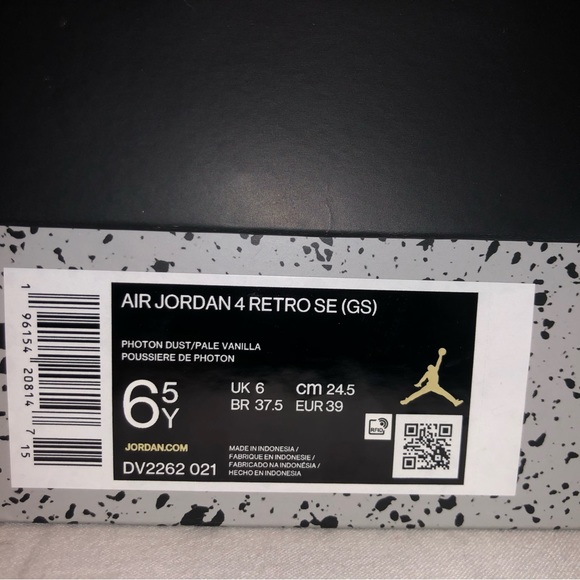 AIR JORDAN 4 RETRO SE (GS)
PHOTON DUST/PALE VANILLA
POUSSIERE DE PHOTON
6 5Y
UK 6 cm 24.5
BR 37.5 EUR 39
JORDAN.COM
DV2262 021
MADE IN INDONESIA/
FABRIQUE EN INDONESIE/
FABRICADO NA INDONÉSIA/
HECHO EN INDONESIA
RFID
1 96154 20814 7 15